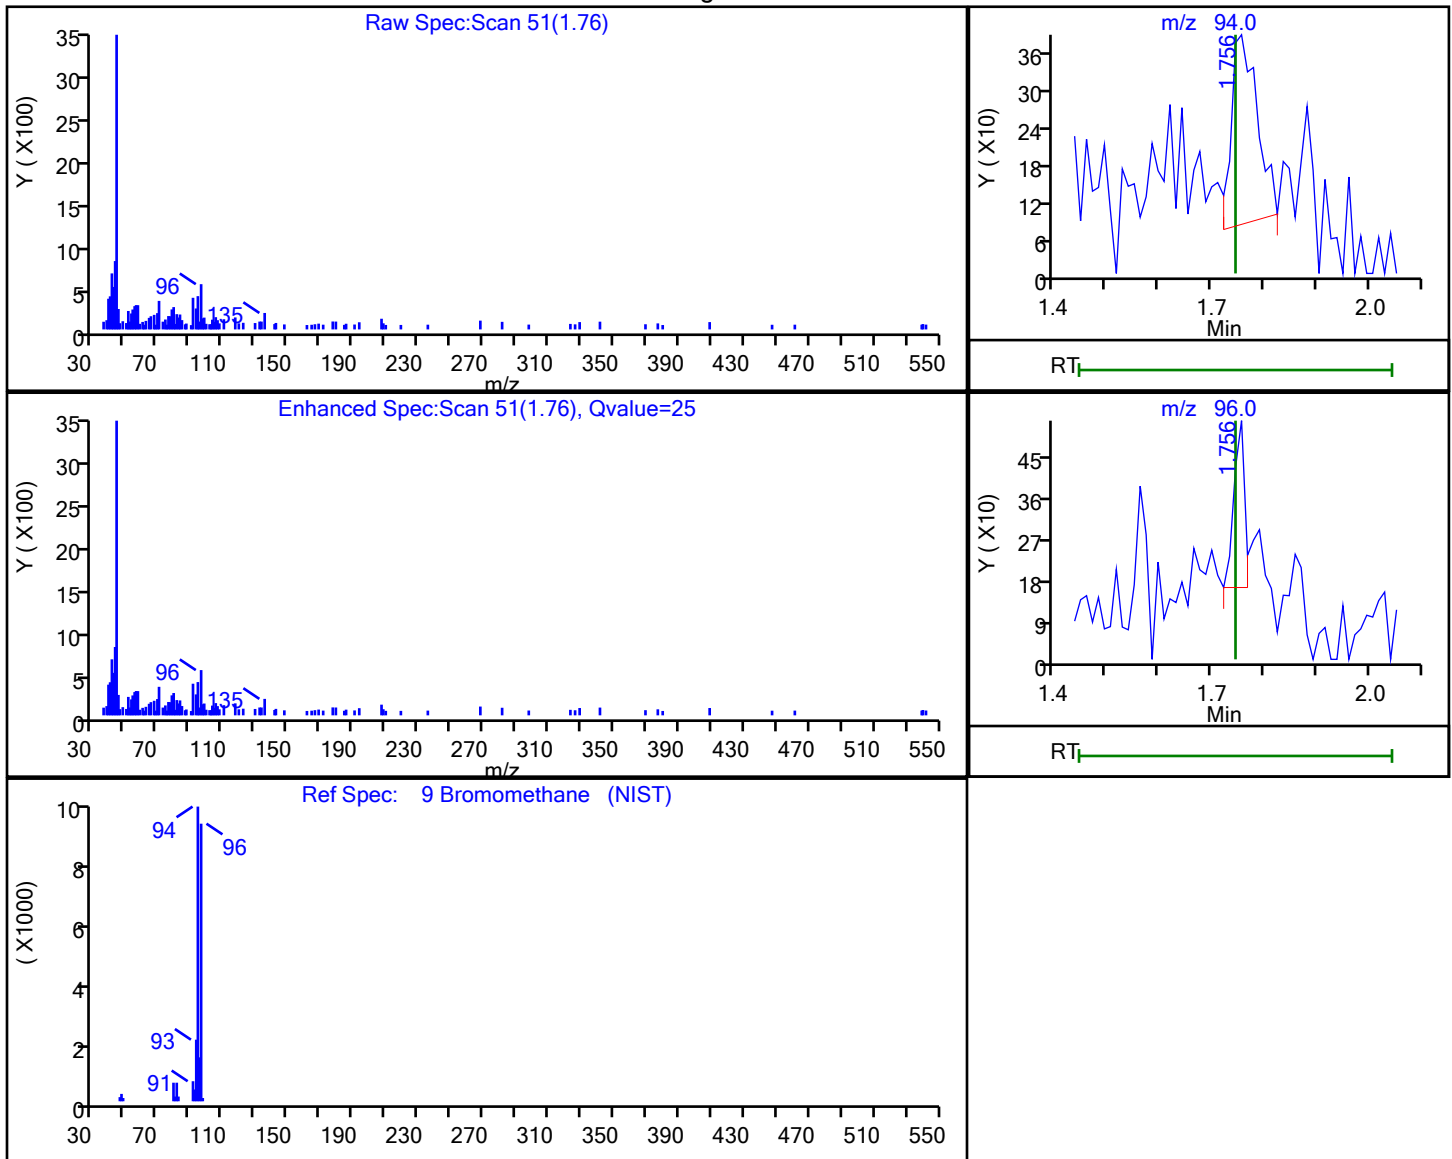 Raw Spec:Scan 51(1.76)
35
30
25
20
15
10
5
0
Y ( X100)
96
135
30 70 110 150 190 230 270 310 350 390 430 470 510 550
m/z
m/z 94.0
1.756
36
30
24
18
12
6
0
Y ( X10)
1.4 1.7 2.0
Min
RT
Enhanced Spec:Scan 51(1.76), Qvalue=25
35
30
25
20
15
10
5
0
Y ( X100)
96
135
30 70 110 150 190 230 270 310 350 390 430 470 510 550
m/z
m/z 96.0
1.756
45
36
27
18
9
0
Y ( X10)
1.4 1.7 2.0
Min
RT
Ref Spec: 9 Bromomethane (NIST)
10
8
6
4
2
0
( X1000)
94
96
93
91
30 70 110 150 190 230 270 310 350 390 430 470 510 550